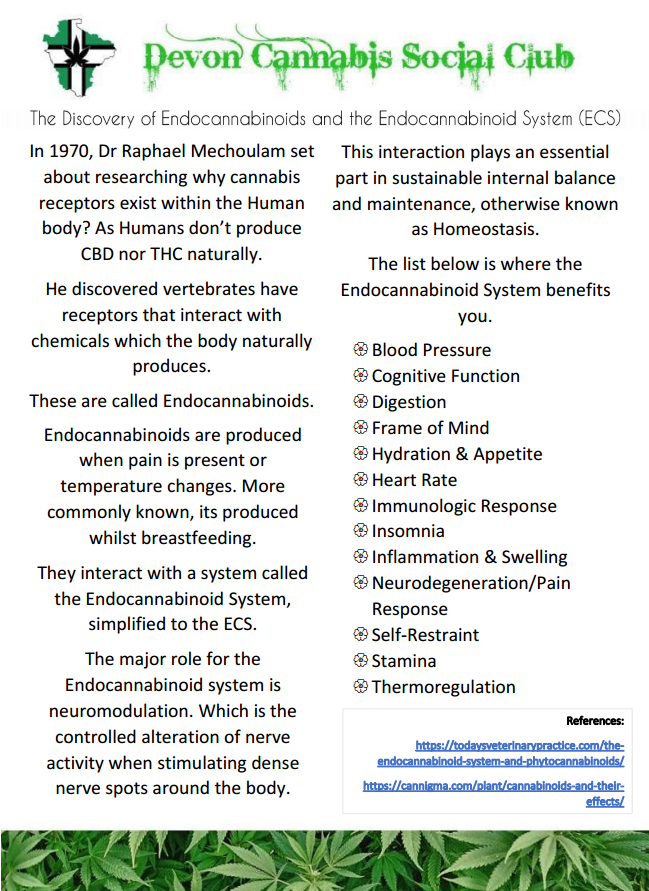 Devon Cannabis Social Club
The Discovery of Endocannabinoids and the Endocannabinoid System (ECS)
In 1970, Dr Raphael Mechoulam set
about researching why cannabis
receptors exist within the Human
body? As Humans don't produce
CBD nor THC naturally.
He discovered vertebrates have
receptors that interact with
chemicals which the body naturally
produces.
These are called Endocannabinoids.
Endocannabinoids are produced
when pain is present or
temperature changes. More
commonly known, its produced
whilst breastfeeding.
They interact with a system called
the Endocannabinoid System,
simplified to the ECS.
The major role for the
Endocannabinoid system is
neuromodulation. Which is the
controlled alteration of nerve
activity when stimulating dense
nerve spots around the body.
This interaction plays an essential
part in sustainable internal balance
and maintenance, otherwise known
as Homeostasis.
The list below is where the
Endocannabinoid System benefits
you.
Blood Pressure
Cognitive Function
Digestion
Frame of Mind
Hydration & Appetite
Heart Rate
Immunologic Response
Insomnia
Inflammation & Swelling
Neurodegeneration/Pain
Response
Self-Restraint
Stamina
Thermoregulation
References:
https://todaysveterinarypractice.com/the-
endocannabinoid-system-and-phytocannabinoids/
https://cannigma.com/plant/cannabinoids-and-their-
effects/